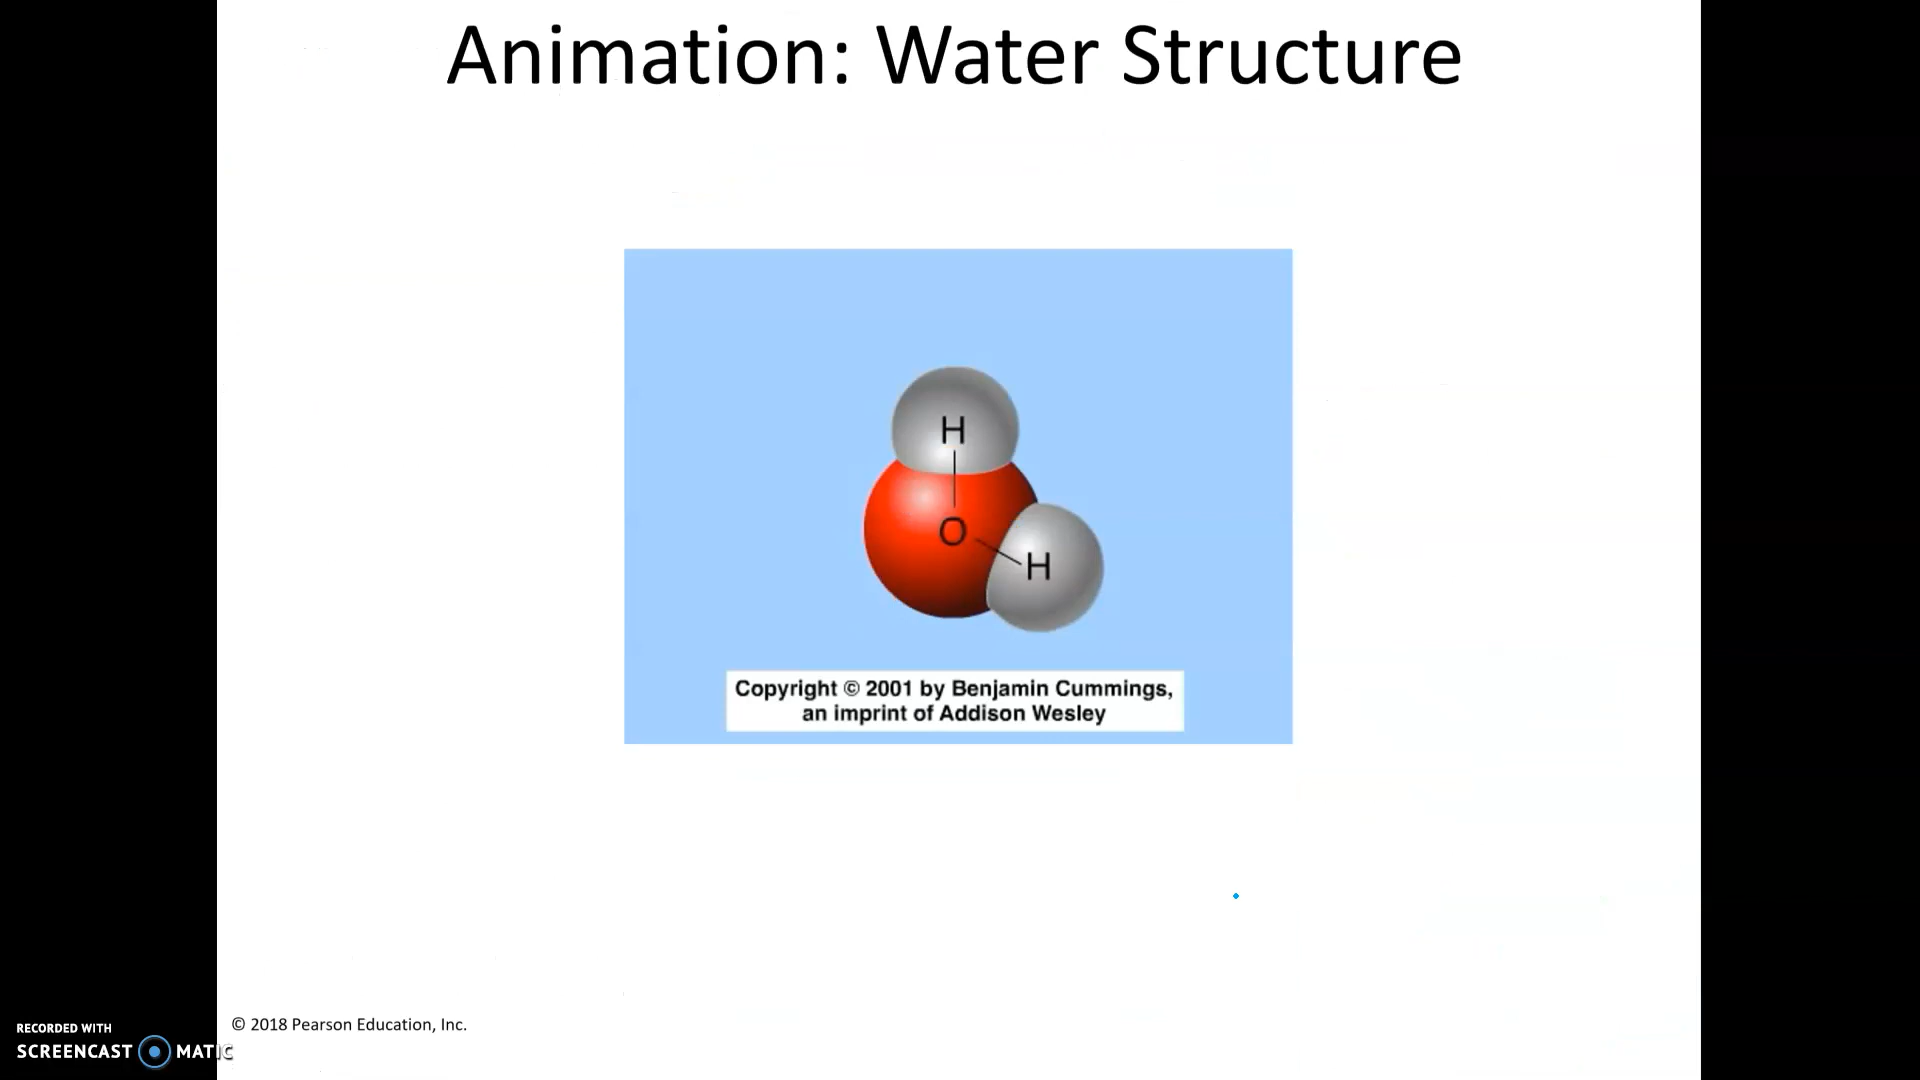 Animation: Water Structure
H
O
H
Copyright © 2001 by Benjamin Cummings,
an imprint of Addison Wesley
© 2018 Pearson Education, Inc.
RECORDED WITH
SCREENCAST MATIC